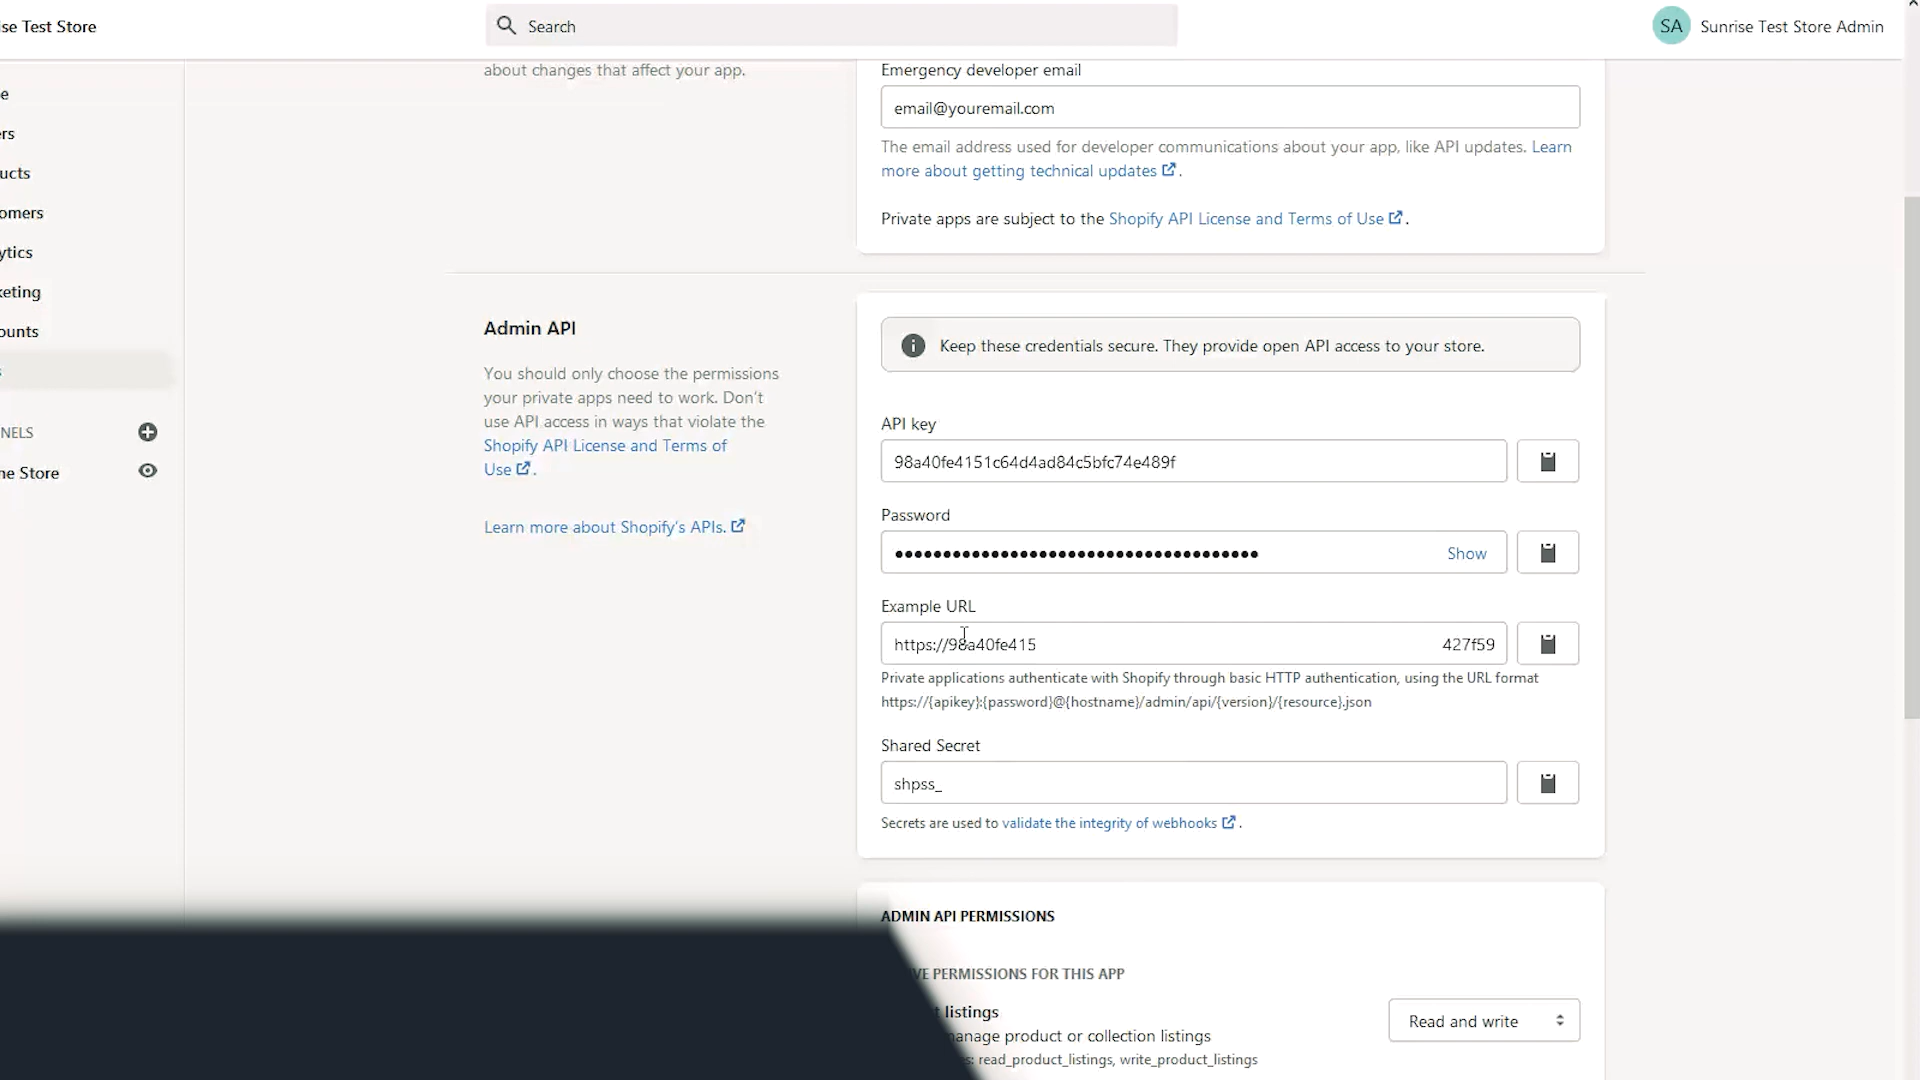 se Test Store
Search
SA
Sunrise Test Store Admin
e
ers
ucts
omers
ytics
keting
ounts
s
NELS
ne Store
about changes that affect your app.
Emergency developer email
email@youremail.com
The email address used for developer communications about your app, like API updates. Learn
more about getting technical updates.
Private apps are subject to the Shopify API License and Terms of Use.
Admin API
You should only choose the permissions
your private apps need to work. Don't
use API access in ways that violate the
Shopify API License and Terms of
Use.
Learn more about Shopify's APIs.
Keep these credentials secure. They provide open API access to your store.
API key
98a40fe4151c64d4ad84c5bfc74e489f
Password
Show
Example URL
https://98a40fe415 427f59
Private applications authenticate with Shopify through basic HTTP authentication, using the URL format
https://{apikey}:{password}@{hostname}/admin/api/{version}/{resource}.json
Shared Secret
shpss_
Secrets are used to validate the integrity of webhooks.
ADMIN API PERMISSIONS
VE PERMISSIONS FOR THIS APP
listings
Read and write
manage product or collection listings
s: read_product_listings, write_product_listings